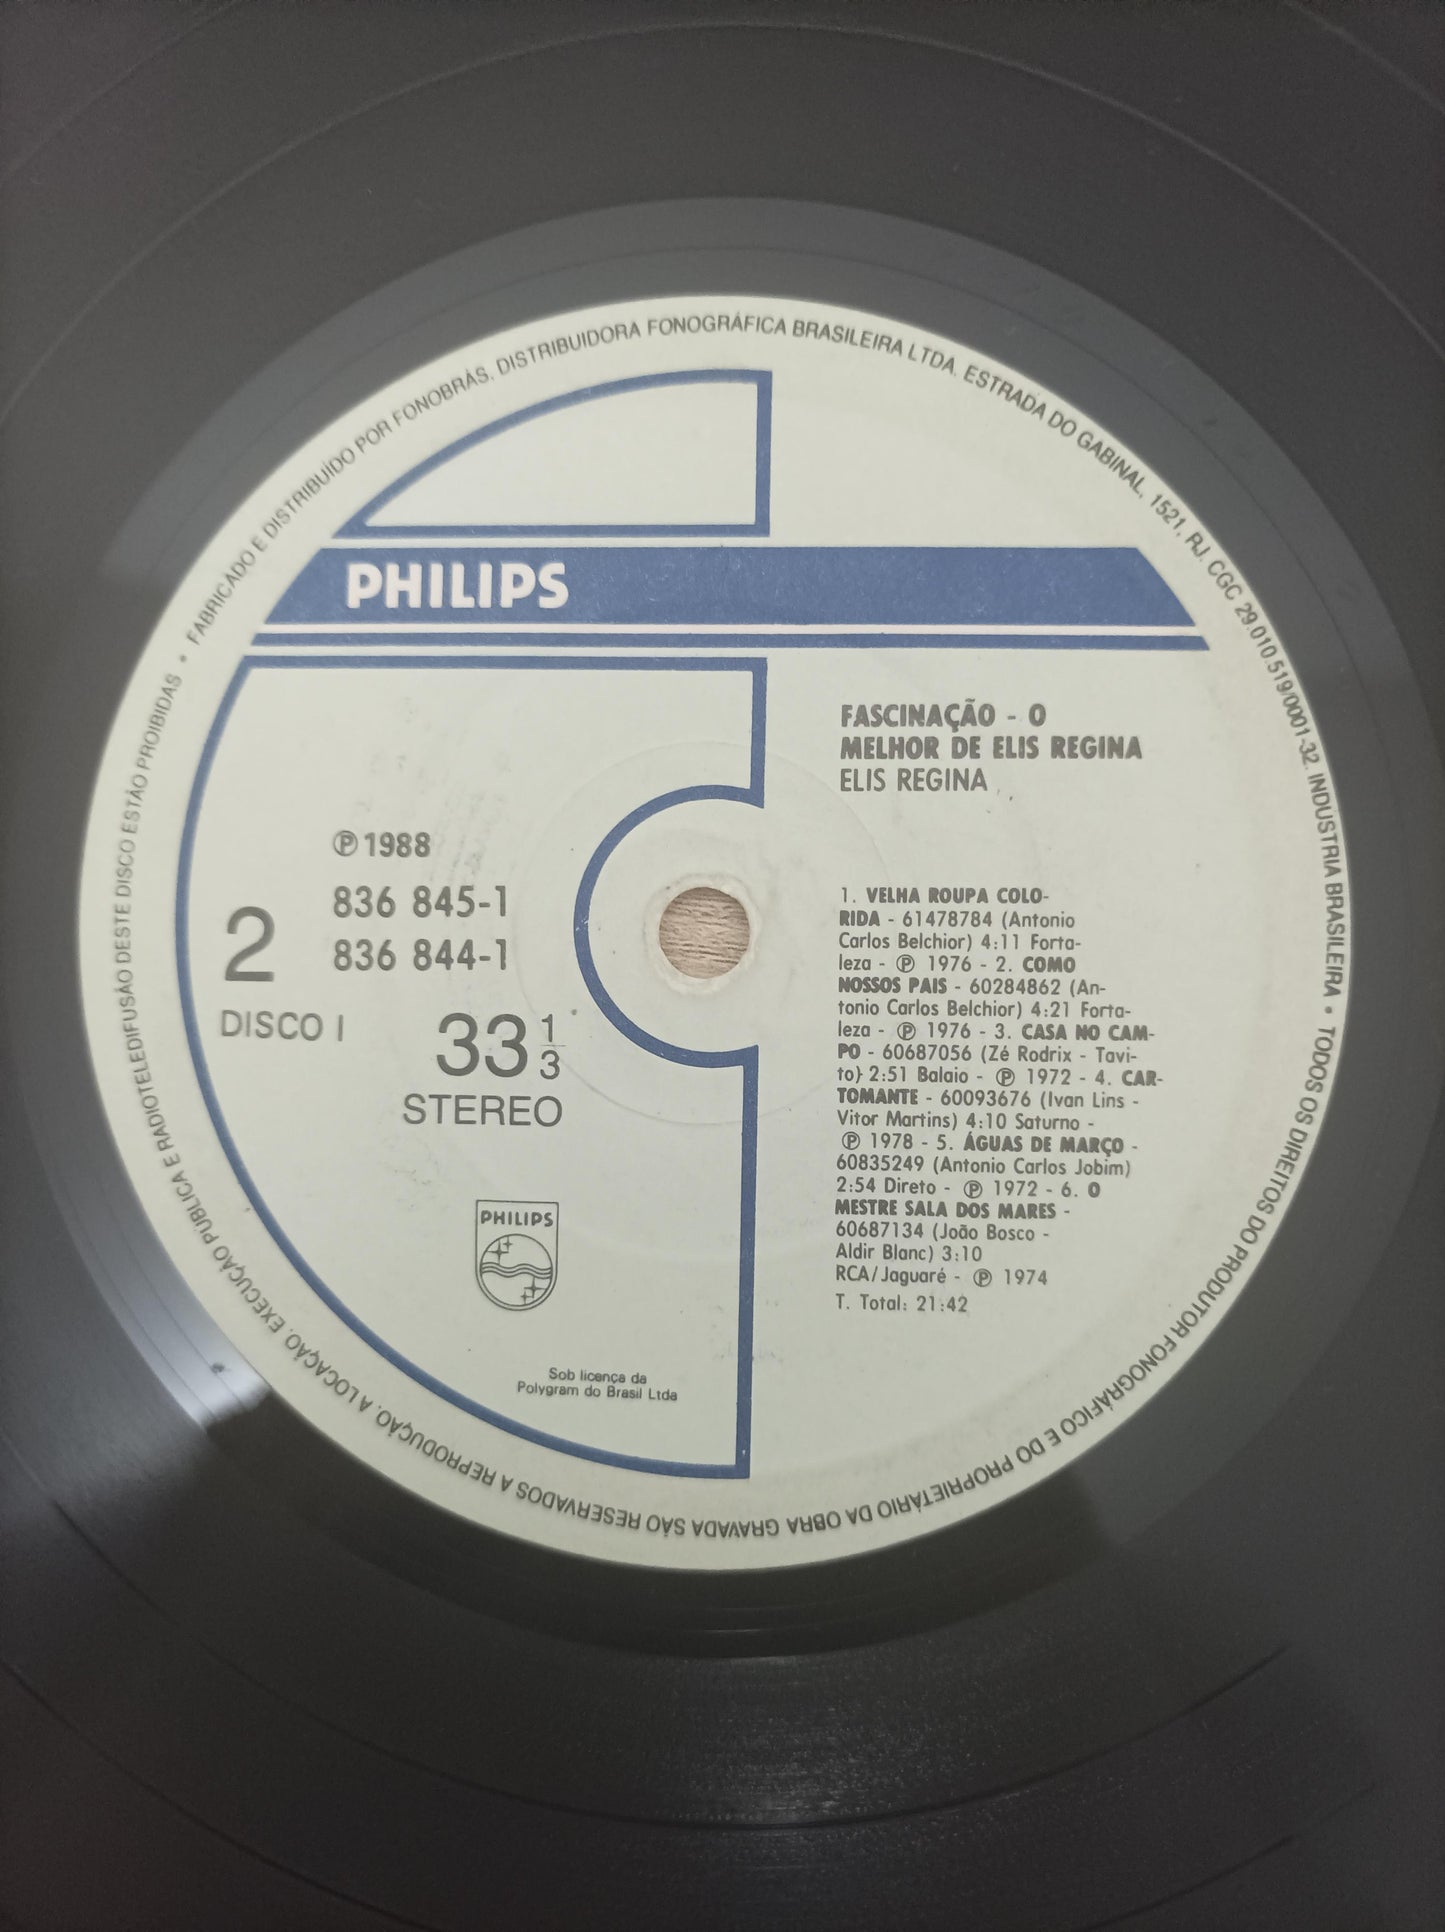 FABRICADO E DISTRIBUÍDO POR FONOBRÁS. DISTRIBUIDORA FONOGRÁFICA BRASILEIRA LTDA. ESTRADA DO GABINAL, 1521, RJ. CGC 29.010.519/0001-32. INDUSTRIA BRASILEIRA • TODOS OS DIREITOS DO PRODUTOR FONOGRÁFICO E DO PROPRIETÁRIO DA OBRA GRAVADA SÃO RESERVADOS A REPRODUÇÃO. A LOCAÇÃO. EXECUÇÃO PÚBLICA E RADIOTELEDIFUSÃO DESTE DISCO ESTÃO PROIBIDAS •
PHILIPS
FASCINAÇÃO - O
MELHOR DE ELIS REGINA
ELIS REGINA
℗ 1988
836 845-1
836 844-1
2
DISCO I
33 1/3
STEREO
PHILIPS
Sob licença da
Polygram do Brasil Ltda
1. VELHA ROUPA COLO-
RIDA - 61478784 (Antonio
Carlos Belchior) 4:11 Forta-
leza - ℗ 1976 - 2. COMO
NOSSOS PAIS - 60284862 (An-
tonio Carlos Belchior) 4:21 Forta-
leza - ℗ 1976 - 3. CASA NO CAM-
PO - 60687056 (Zé Rodrix - Tavi-
to) 2:51 Balaio - ℗ 1972 - 4. CAR-
TOMANTE - 60093676 (Ivan Lins -
Vitor Martins) 4:10 Saturno -
℗ 1978 - 5. ÁGUAS DE MARÇO -
60835249 (Antonio Carlos Jobim)
2:54 Direto - ℗ 1972 - 6. O
MESTRE SALA DOS MARES -
60687134 (João Bosco -
Aldir Blanc) 3:10
RCA/Jaguaré - ℗ 1974
T. Total: 21:42